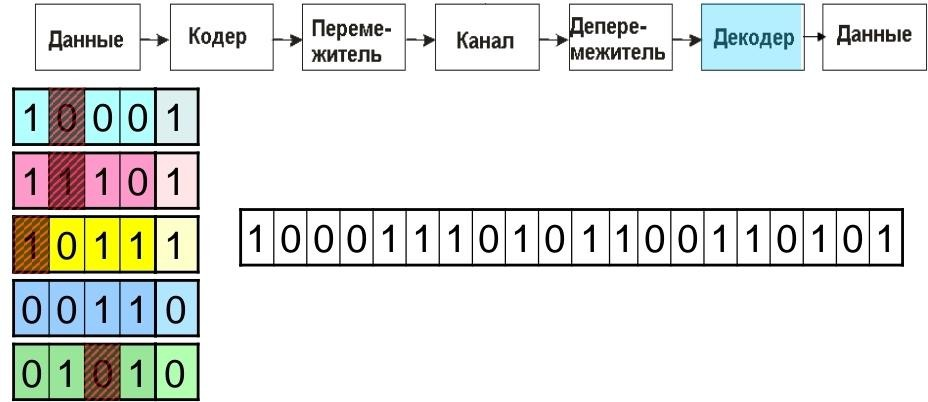 Данные Кодер Переме-житель Канал Депере-межитель Декодер Данные
1 0 0 0 1
1 1 1 0 1
1 0 1 1 1
1 0 0 0 1 1 1 0 1 0 1 1 0 0 1 1 0 1 0 1
0 0 1 1 0
0 1 0 1 0